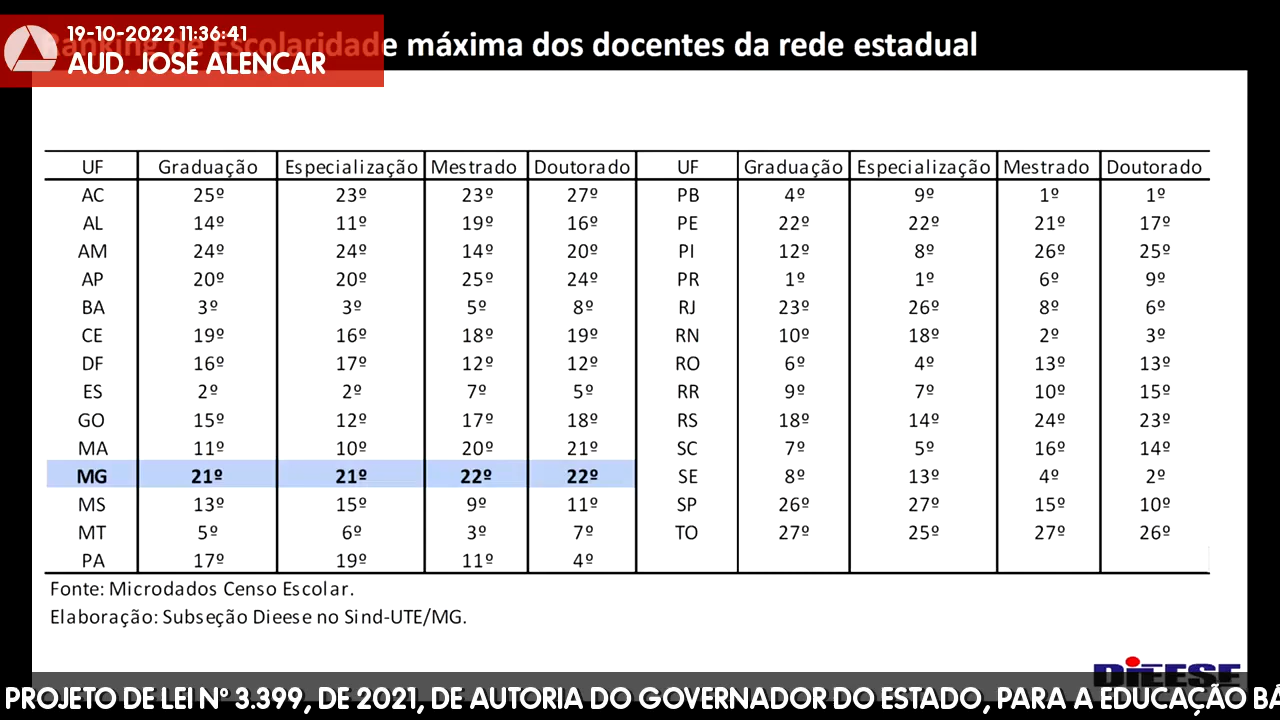 19-10-2022 11:36:41
AUD. JOSÉ ALENCAR
Ranking de Escolaridade máxima dos docentes da rede estadual
UF Graduação Especialização Mestrado Doutorado UF Graduação Especialização Mestrado Doutorado
AC 25º 23º 23º 27º PB 4º 9º 1º 1º
AL 14º 11º 19º 16º PE 22º 22º 21º 17º
AM 24º 24º 14º 20º PI 12º 8º 26º 25º
AP 20º 20º 25º 24º PR 1º 1º 6º 9º
BA 3º 3º 5º 8º RJ 23º 26º 8º 6º
CE 19º 16º 18º 19º RN 10º 18º 2º 3º
DF 16º 17º 12º 12º RO 6º 4º 13º 13º
ES 2º 2º 7º 5º RR 9º 7º 10º 15º
GO 15º 12º 17º 18º RS 18º 14º 24º 23º
MA 11º 10º 20º 21º SC 7º 5º 16º 14º
MG 21º 21º 22º 22º SE 8º 13º 4º 2º
MS 13º 15º 9º 11º SP 26º 27º 15º 10º
MT 5º 6º 3º 7º TO 27º 25º 27º 26º
PA 17º 19º 11º 4º
Fonte: Microdados Censo Escolar.
Elaboração: Subseção Dieese no Sind-UTE/MG.
DIEESE
PROJETO DE LEI Nº 3.399, DE 2021, DE AUTORIA DO GOVERNADOR DO ESTADO, PARA A EDUCAÇÃO BÁ